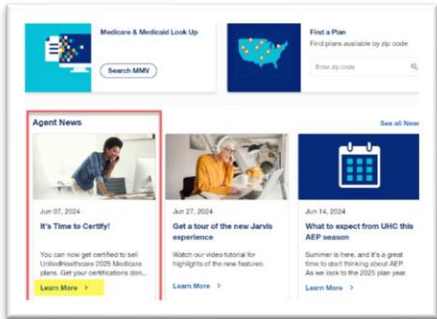 Medicare & Medicaid Look Up
Search MMV
Find a Plan
Find plans available by zip code
Enter zip code
Agent News
See all New
Jun 07, 2024
It's Time to Certify!
You can now get certified to sell
UnitedHealthcare 2025 Medicare
plans. Get your certifications don...
Learn More >
Jun 27, 2024
Get a tour of the new Jarvis
experience
Watch our video tutorial for
highlights of the new features.
Learn More >
Jun 14, 2024
What to expect from UHC this
AEP season
Summer is here, and it's a great
time to start thinking about AEP.
As we look to the 2025 plan year.
Learn More >